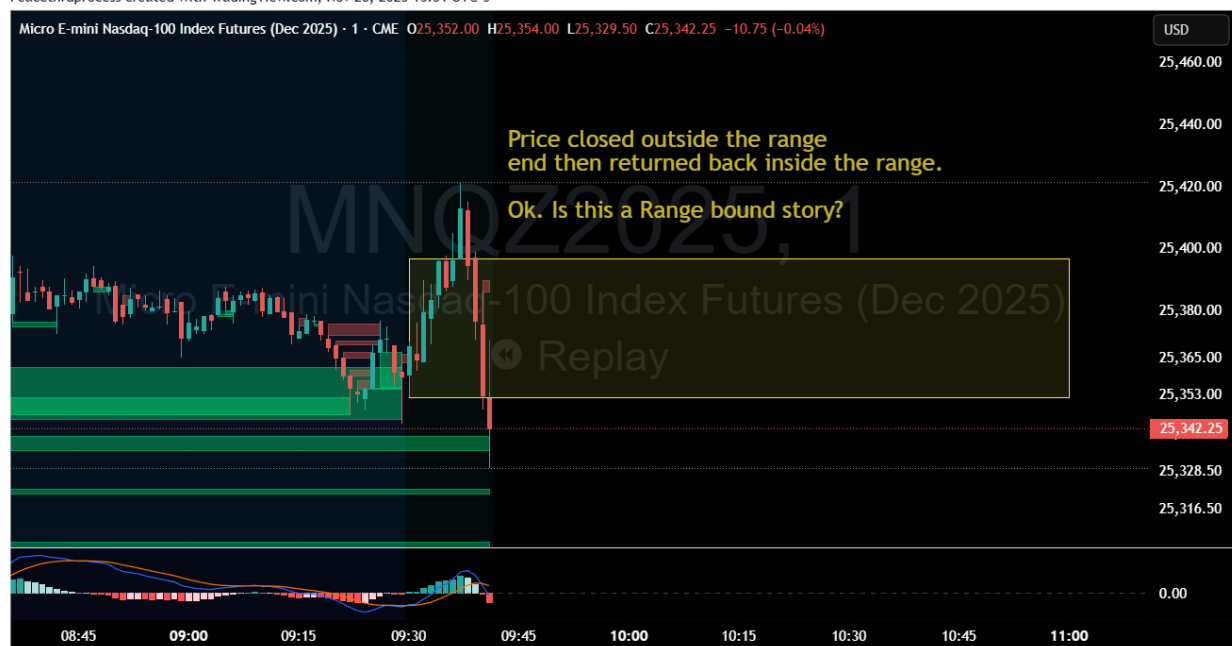 Micro E-mini Nasdaq-100 Index Futures (Dec 2025) · 1 · CME O25,352.00 H25,354.00 L25,329.50 C25,342.25 −10.75 (−0.04%)
USD
25,460.00
25,440.00
Price closed outside the range
end then returned back inside the range.
25,420.00
MNQZ2025, 1
Ok. Is this a Range bound story?
25,400.00
Micro E-mini Nasdaq-100 Index Futures (Dec 2025)
25,380.00
Replay
25,365.00
25,353.00
25,342.25
25,328.50
25,316.50
0.00
08:45 09:00 09:15 09:30 09:45 10:00 10:15 10:30 10:45 11:00